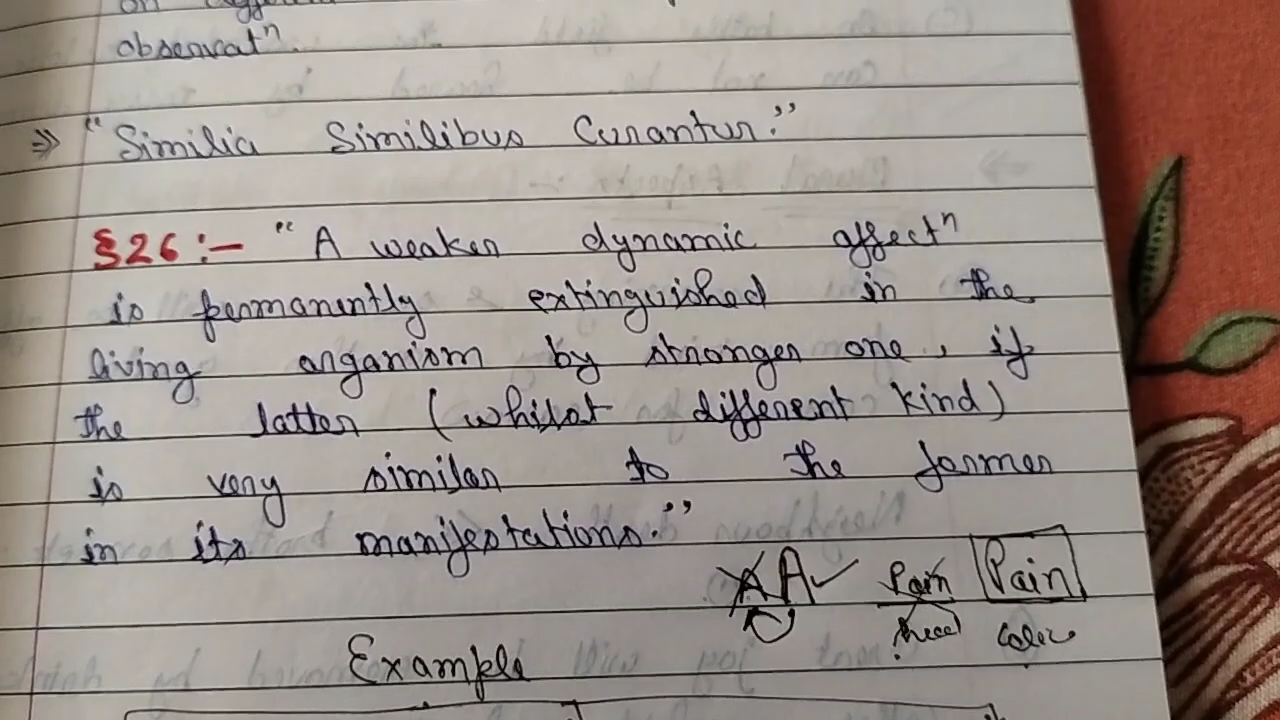 on
observatⁿ.
⇒ "Similia Similibus Curantur."
§26:- "A weaker dynamic affectⁿ
is permanently extinguished in the
living organism by stronger one, if
the latter (whilst different kind)
is very similar to the former
in its manifestations."
A A✓ Pain Pain
Example